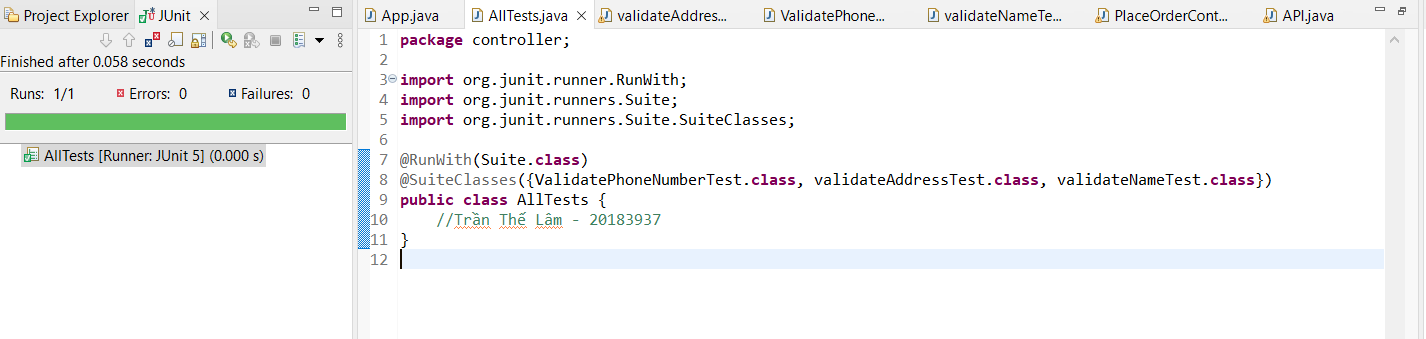 Project Explorer JUnit
Finished after 0.058 seconds
Runs: 1/1 Errors: 0 Failures: 0
AllTests [Runner: JUnit 5] (0.000 s)
App.java AllTests.java validateAddres... ValidatePhone... validateNameTe... PlaceOrderCont... API.java
1 package controller;
2
3 import org.junit.runner.RunWith;
4 import org.junit.runners.Suite;
5 import org.junit.runners.Suite.SuiteClasses;
6
7 @RunWith(Suite.class)
8 @SuiteClasses({ValidatePhoneNumberTest.class, validateAddressTest.class, validateNameTest.class})
9 public class AllTests {
10 //Trần Thế Lâm - 20183937
11 }
12